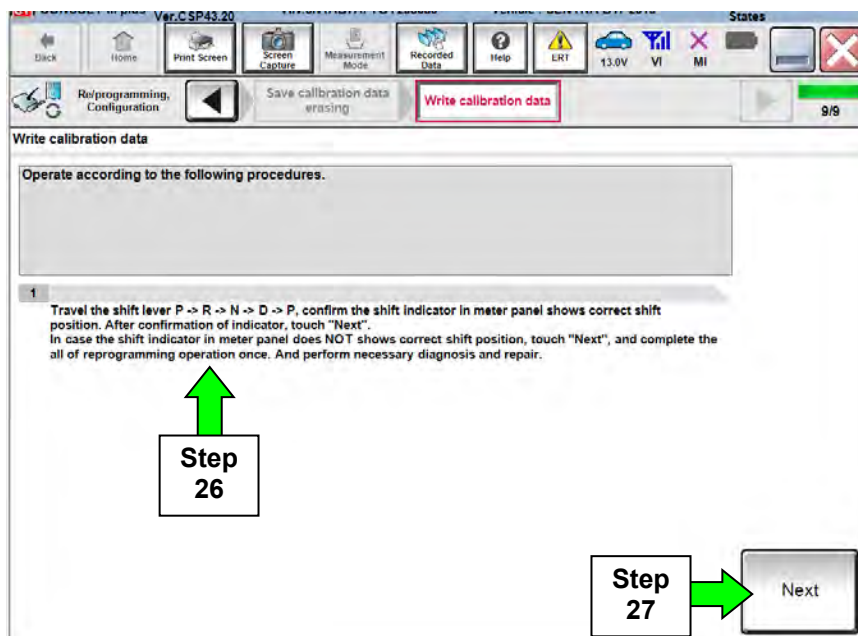 Ver.CSP43.20
States
Back
Home
Print Screen
Screen
Capture
Measurement
Mode
Recorded
Data
Help
ERT
13.0V
VI
MI
Re/programming,
Configuration
Save calibration data
erasing
Write calibration data
9/9
Write calibration data
Operate according to the following procedures.
1
Travel the shift lever P -> R -> N -> D -> P, confirm the shift indicator in meter panel shows correct shift
position. After confirmation of indicator, touch "Next".
In case the shift indicator in meter panel does NOT shows correct shift position, touch "Next", and complete the
all of reprogramming operation once. And perform necessary diagnosis and repair.
Step
26
Step
27
Next